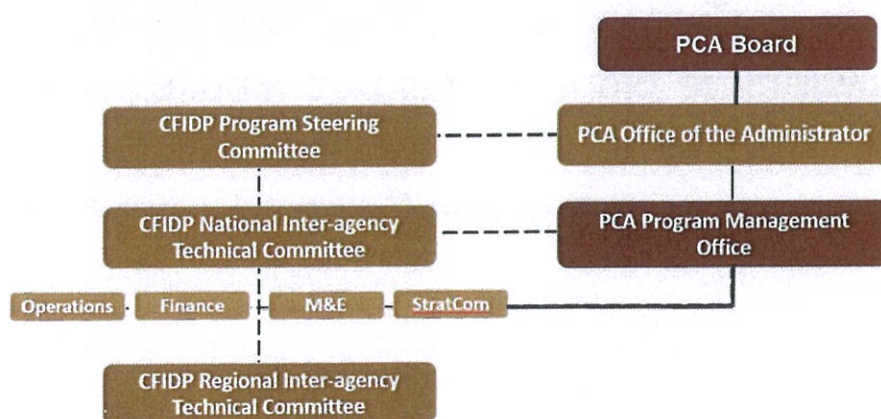 PCA Board
CFIDP Program Steering
Committee
PCA Office of the Administrator
CFIDP National Inter-agency
Technical Committee
PCA Program Management
Office
Operations
Finance
M&E
StratCom
CFIDP Regional Inter-agency
Technical Committee